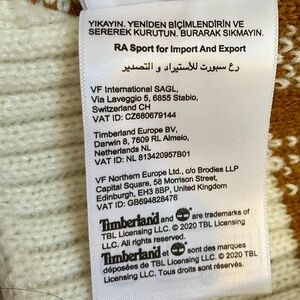 YIKAYIN. YENİDEN BİÇİMLENDİRİN VE
SEREREK KURUTUN. BURARAK SIKMAYIN.
RA Sport for Import And Export
رع سبورت للأستيراد و التصدير
VF International SAGL,
Via Laveggio 5, 6855 Stabio,
Switzerland CH
VAT ID: CZ680679144
Timberland Europe BV,
Darwin 8, 7609 RL Almelo,
Netherlands NL
VAT ID: NL 813420957B01
VF Northern Europe Ltd., c/o Brodies LLP
Capital Square, 58 Morrison Street,
Edinburgh, EH3 8BP, United Kingdom
VAT ID: GB694828476
Timberland and are trademarks of
TBL Licensing LLC. © 2020 TBL Licensing
LLC. All rights reserved.
Timberland et sont des marques
déposées de TBL Licensing LLC. © 2020 TBL
Licensing LLC. Tous droits sont réservés.